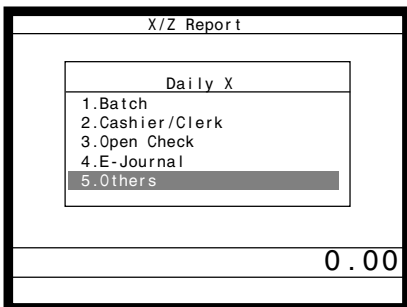 X/Z Report
Daily X
1.Batch
2.Cashier/Clerk
3.Open Check
4.E-Journal
5.Others
0.00